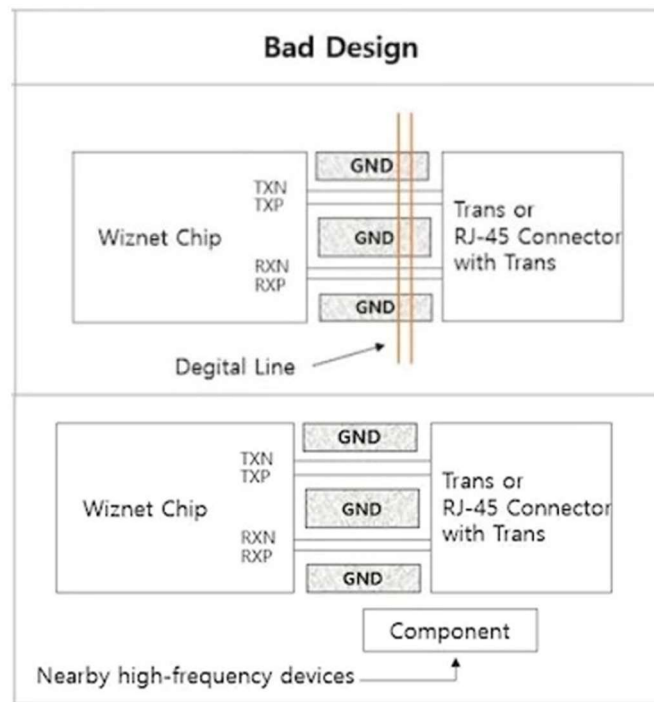 Bad Design
GND
TXN
TXP
Wiznet Chip
GND
Trans or
RJ-45 Connector
with Trans
RXN
RXP
GND
Degital Line
GND
TXN
TXP
Wiznet Chip
GND
Trans or
RJ-45 Connector
with Trans
RXN
RXP
GND
Component
Nearby high-frequency devices